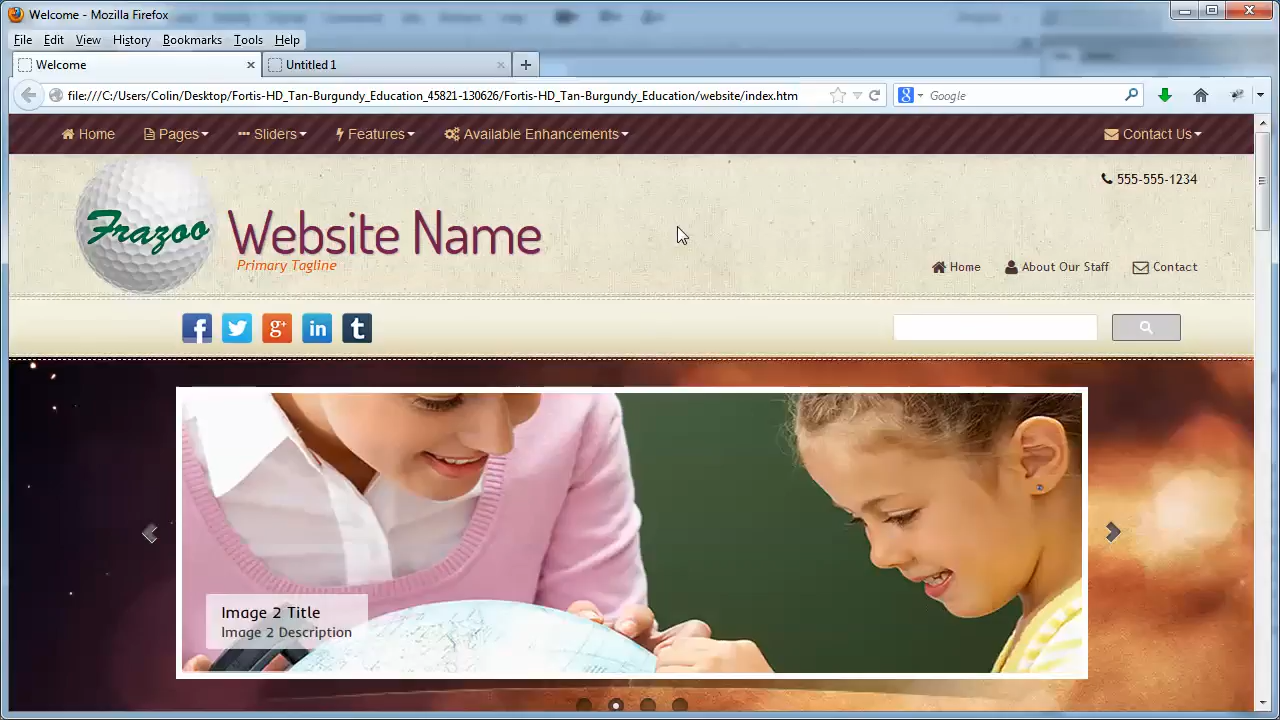 Welcome - Mozilla Firefox
File Edit View History Bookmarks Tools Help
Welcome Untitled 1
file:///C:/Users/Colin/Desktop/Fortis-HD_Tan-Burgundy_Education_45821-130626/Fortis-HD_Tan-Burgundy_Education/website/index.htm
Google
Home Pages Sliders Features Available Enhancements Contact Us
555-555-1234
Frazoo
Website Name
Primary Tagline
Home About Our Staff Contact
Image 2 Title
Image 2 Description